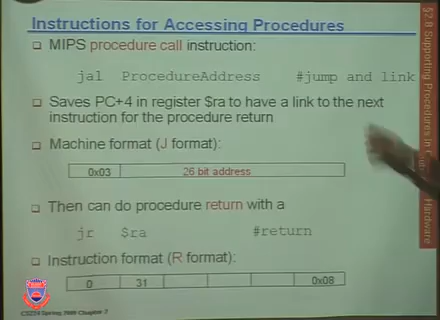 Instructions for Accessing Procedures
MIPS procedure call instruction:
jal ProcedureAddress #jump and link
Saves PC+4 in register $ra to have a link to the next
instruction for the procedure return
Machine format (J format):
0x03 26 bit address
Then can do procedure return with a
jr $ra #return
Instruction format (R format):
0 31 0x08
Spring Chapter 2
§2.8 Supporting Procedures in Hardware